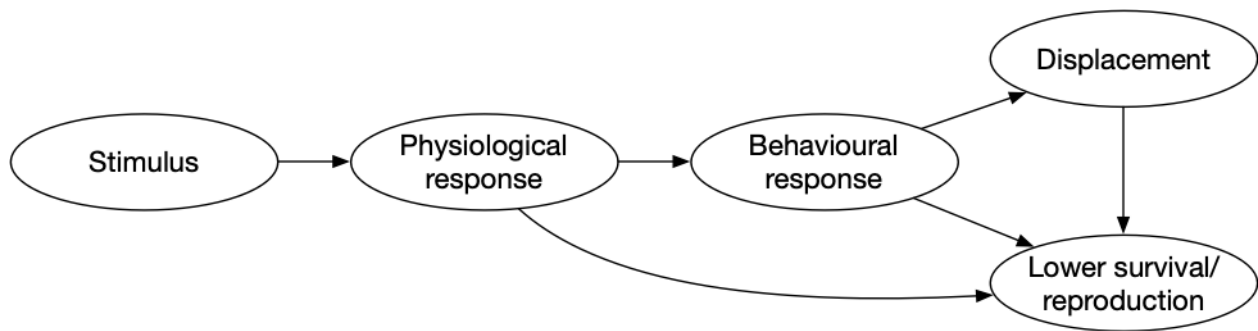 Displacement
Stimulus
Physiological
response
Behavioural
response
Lower survival/
reproduction